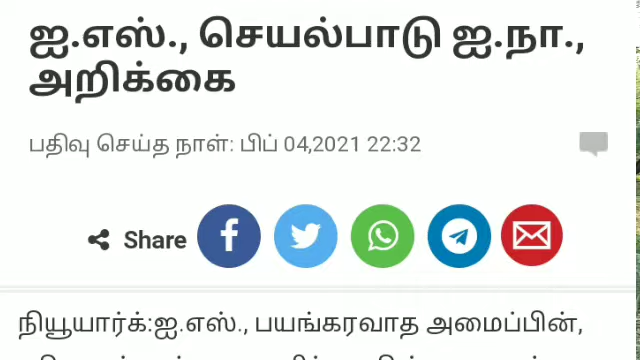 ஐ.எஸ்., செயல்பாடு ஐ.நா.,
அறிக்கை
பதிவு செய்த நாள்: பிப் 04,2021 22:32
Share
நியூயார்க்:ஐ.எஸ்., பயங்கரவாத அமைப்பின்,